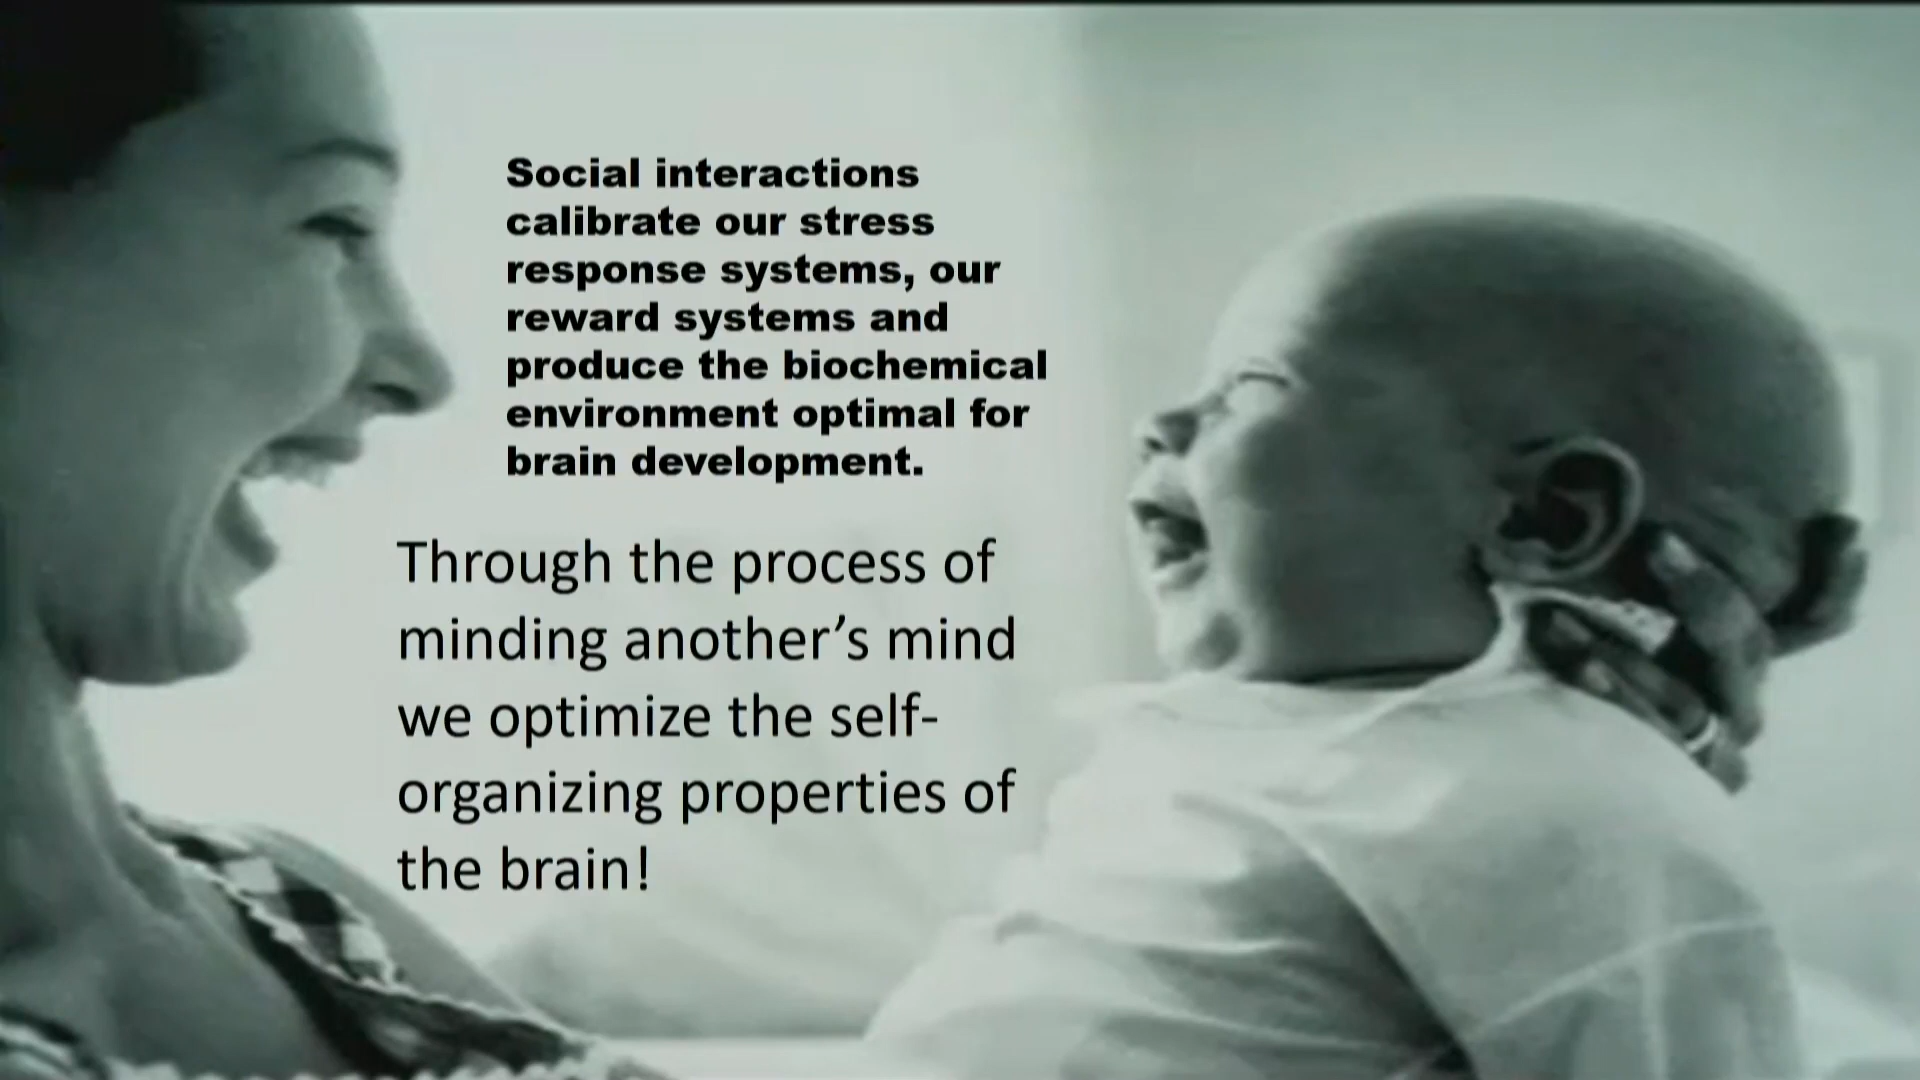 Social interactions
calibrate our stress
response systems, our
reward systems and
produce the biochemical
environment optimal for
brain development.
Through the process of
minding another’s mind
we optimize the self-
organizing properties of
the brain!